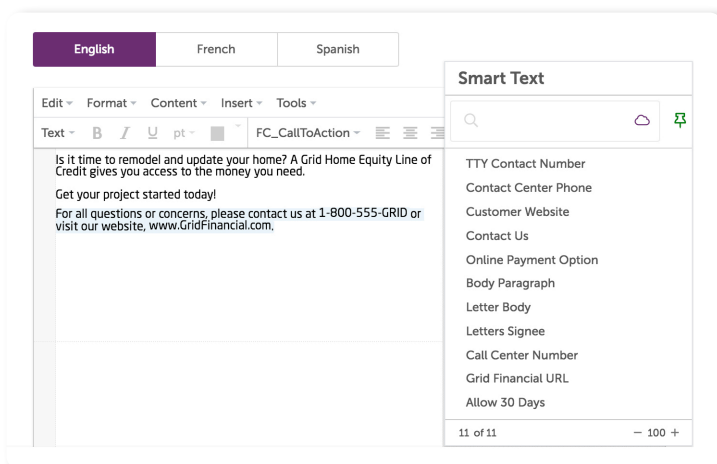 English French Spanish
Smart Text
Edit Format Content Insert Tools
Text B I U pt FC_CallToAction
Is it time to remodel and update your home? A Grid Home Equity Line of
Credit gives you access to the money you need.
Get your project started today!
For all questions or concerns, please contact us at 1-800-555-GRID or
visit our website, www.GridFinancial.com.
TTY Contact Number
Contact Center Phone
Customer Website
Contact Us
Online Payment Option
Body Paragraph
Letter Body
Letters Signee
Call Center Number
Grid Financial URL
Allow 30 Days
11 of 11 — 100 +